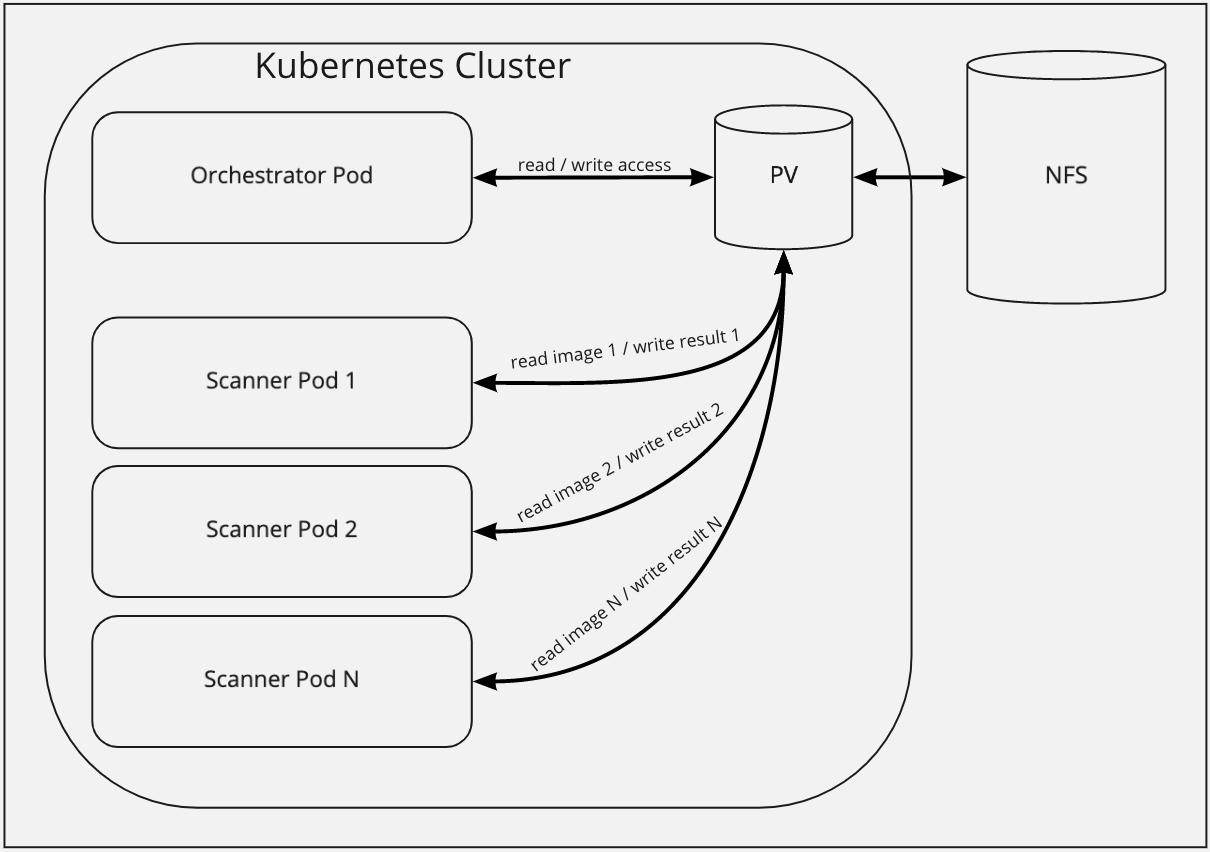 Kubernetes Cluster
Orchestrator Pod
read / write access
PV
NFS
read image 1 / write result 1
Scanner Pod 1
read image 2 / write result 2
Scanner Pod 2
read image N / write result N
Scanner Pod N